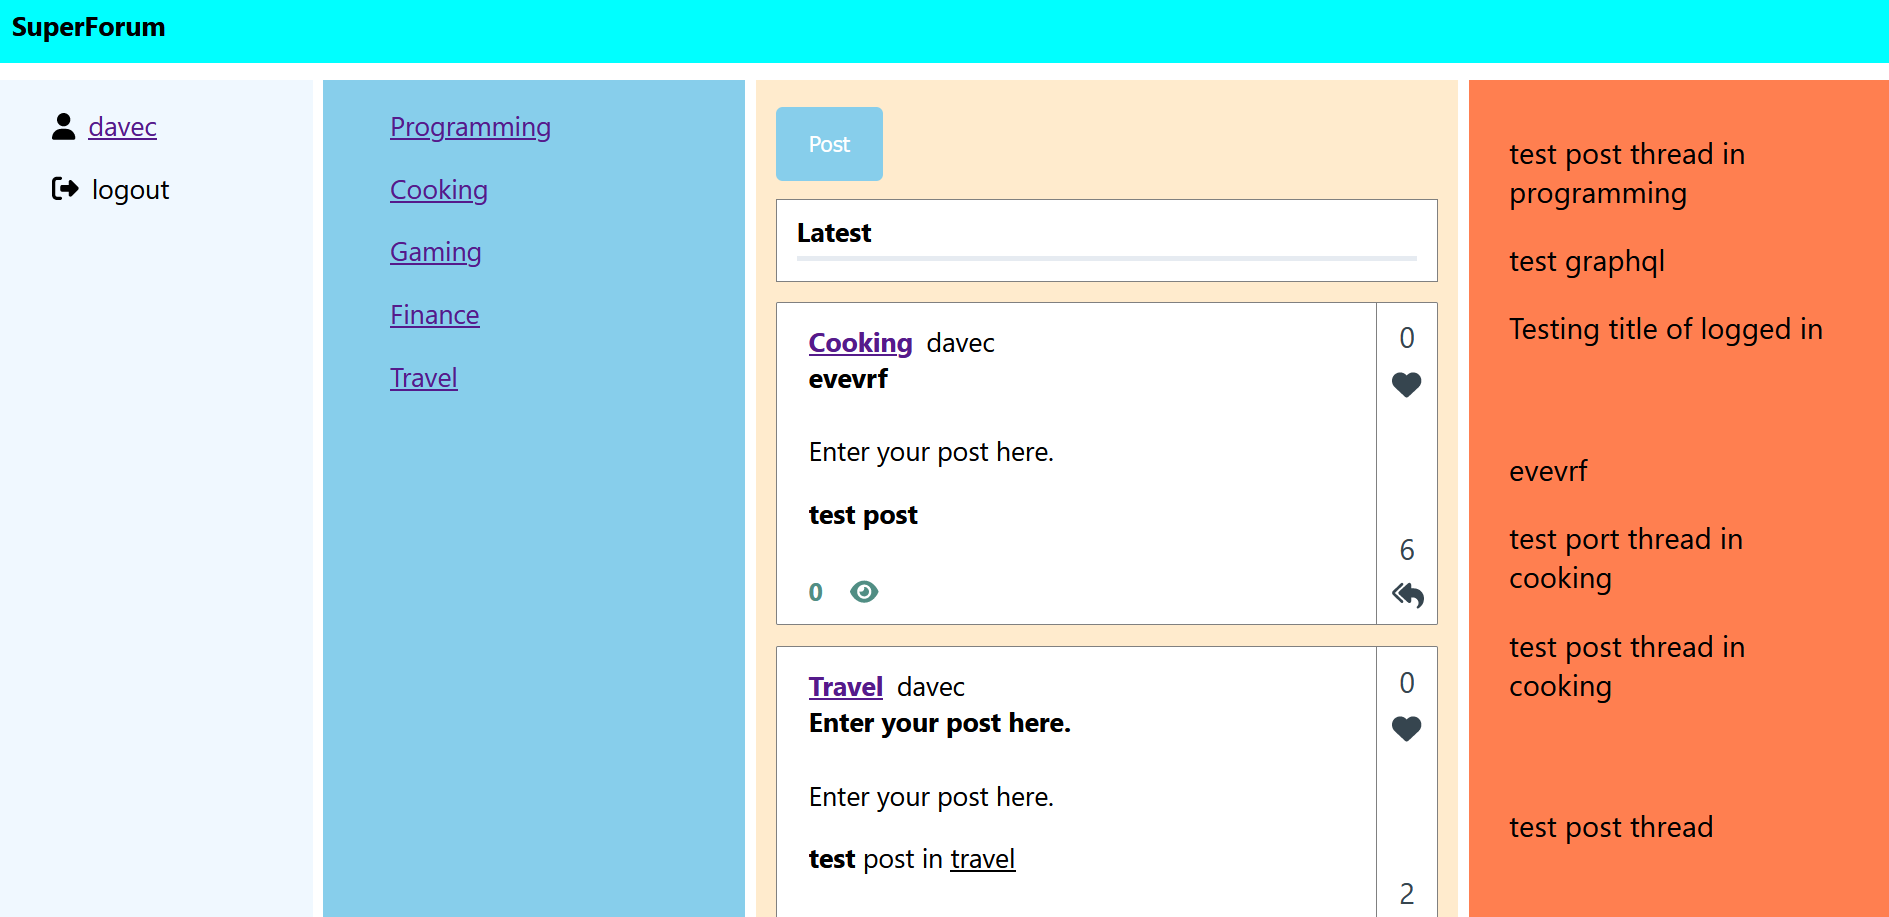 SuperForum
davec
logout
Programming
Cooking
Gaming
Finance
Travel
Post
Latest
Cooking davec
evevrf
Enter your post here.
test post
0
0
6
Travel davec
Enter your post here.
Enter your post here.
test post in travel
0
2
test post thread in
programming
test graphql
Testing title of logged in
evevrf
test port thread in
cooking
test post thread in
cooking
test post thread